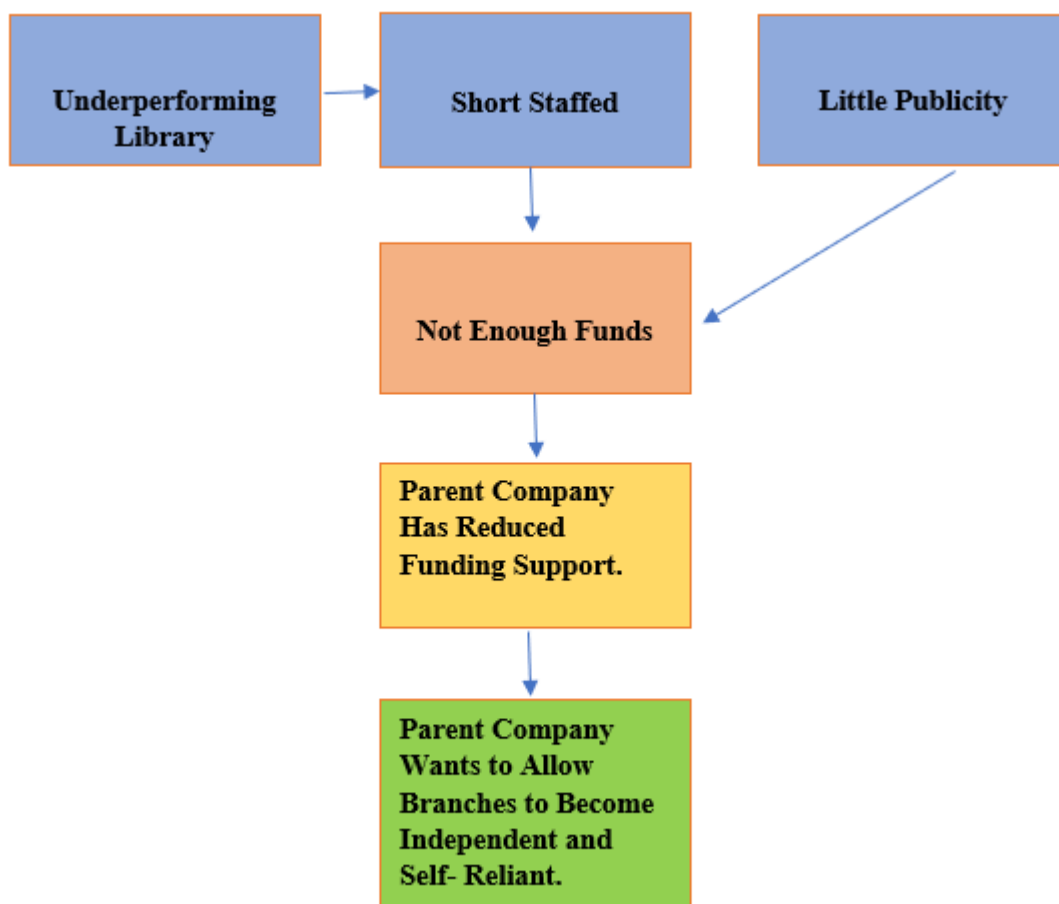 Underperforming
Library
Short Staffed
Little Publicity
Not Enough Funds
Parent Company
Has Reduced
Funding Support.
Parent Company
Wants to Allow
Branches to Become
Independent and
Self- Reliant.